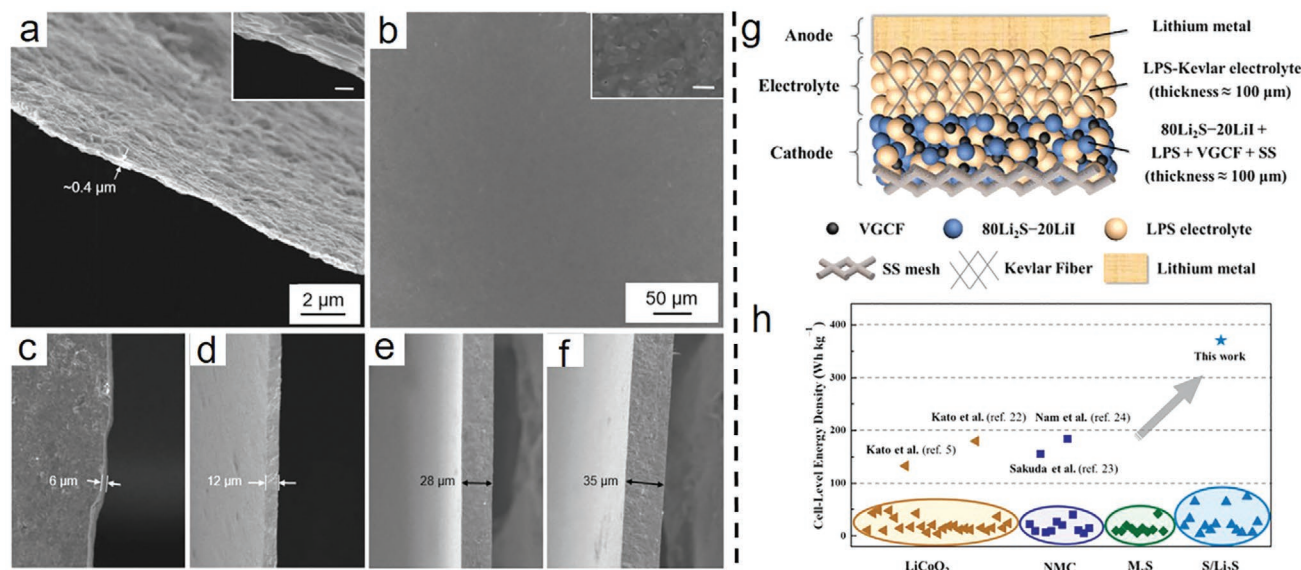 a
~0.4 µm
2 µm
b
50 µm
c
6 µm
d
12 µm
e
28 µm
f
35 µm
g
Anode
Electrolyte
Cathode
Lithium metal
LPS-Kevlar electrolyte
(thickness ≈ 100 µm)
80Li₂S−20LiI +
LPS + VGCF + SS
(thickness ≈ 100 µm)
VGCF
80Li₂S−20LiI
LPS electrolyte
SS mesh
Kevlar Fiber
Lithium metal
h
Cell-Level Energy Density (Wh kg⁻¹)
400
300
200
100
0
This work
Kato et al. (ref. 22)
Nam et al. (ref. 24)
Kato et al. (ref. 5)
Sakuda et al. (ref. 23)
LiCoO₂
NMC
S/Li₂S